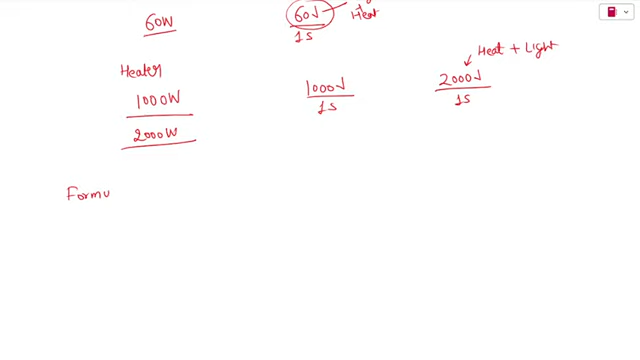 60W 60J Heat
1s
Heat + Light
Heater
1000W 1000J 2000J
1s 1s
2000W
Formu